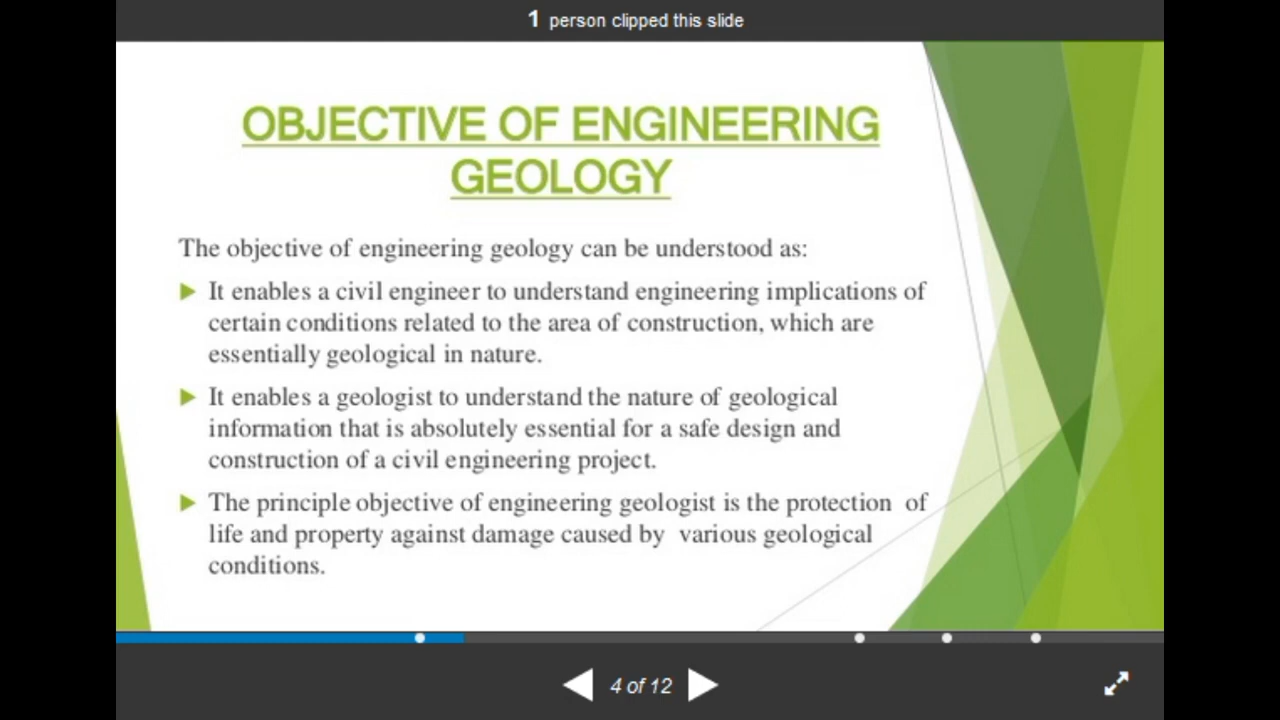 1 person clipped this slide
OBJECTIVE OF ENGINEERING
GEOLOGY
The objective of engineering geology can be understood as:
It enables a civil engineer to understand engineering implications of
certain conditions related to the area of construction, which are
essentially geological in nature.
It enables a geologist to understand the nature of geological
information that is absolutely essential for a safe design and
construction of a civil engineering project.
The principle objective of engineering geologist is the protection of
life and property against damage caused by various geological
conditions.
4 of 12